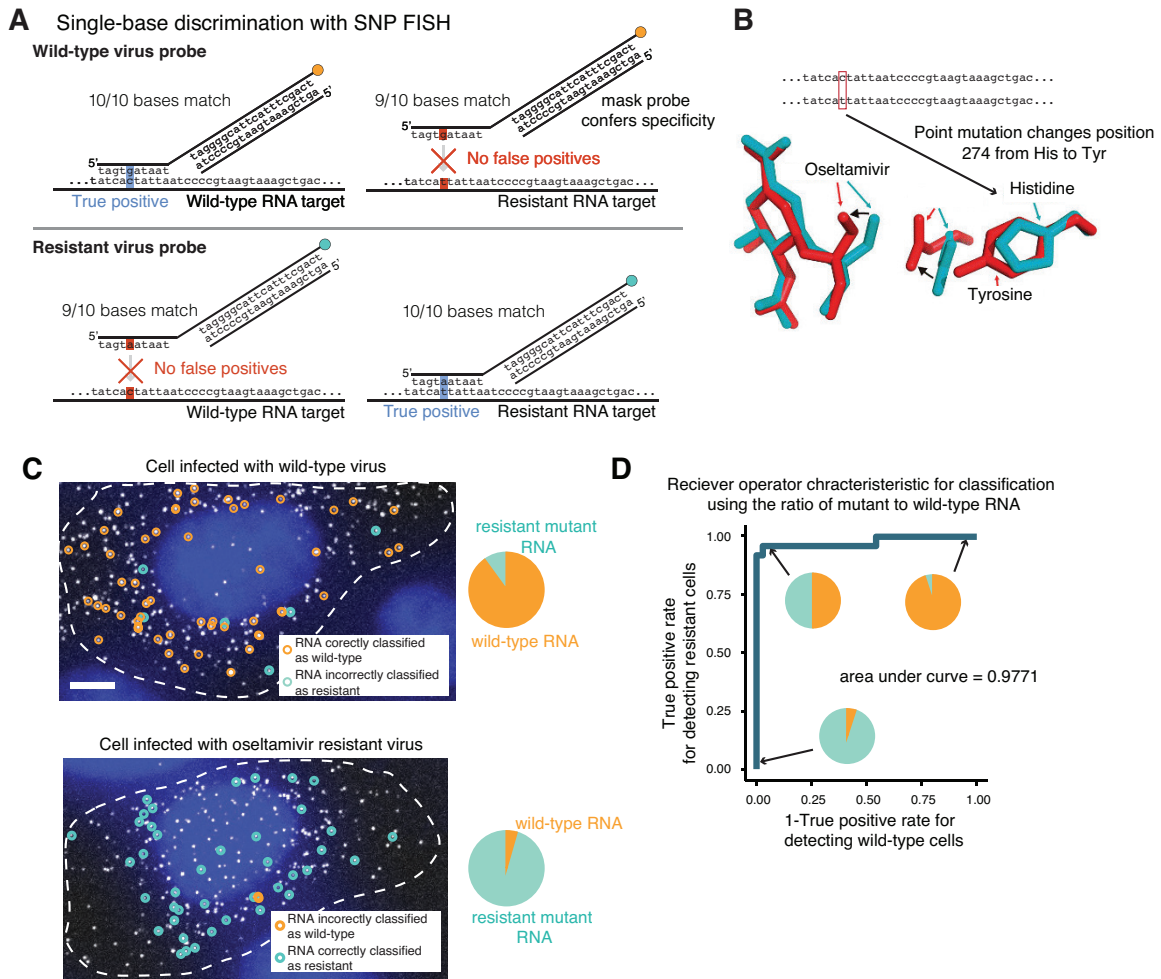 A
Single-base discrimination with SNP FISH
Wild-type virus probe
10/10 bases match
taggggcattcatttcgact
atccccgtaagtaaagctga
5'
5'
tagtgataat
...tatcactattaatccccgtaagtaaagctgac...
True positive
Wild-type RNA target
9/10 bases match
taggggcattcatttcgact
atccccgtaagtaaagctga
5'
mask probe
confers specificity
5'
tagtgataat
No false positives
...tatcattattaatccccgtaagtaaagctgac...
Resistant RNA target
Resistant virus probe
9/10 bases match
taggggcattcatttcgact
atccccgtaagtaaagctga
5'
5'
tagtaataat
No false positives
...tatcactattaatccccgtaagtaaagctgac...
Wild-type RNA target
10/10 bases match
taggggcattcatttcgact
atccccgtaagtaaagctga
5'
5'
tagtaataat
...tatcattattaatccccgtaagtaaagctgac...
True positive
Resistant RNA target
B
...tatcactattaatccccgtaagtaaagctgac...
...tatcattattaatccccgtaagtaaagctgac...
Point mutation changes position
274 from His to Tyr
Oseltamivir
Histidine
Tyrosine
C
Cell infected with wild-type virus
RNA corectly classified
as wild-type
RNA incorrectly classified
as resistant
resistant mutant
RNA
wild-type RNA
Cell infected with oseltamivir resistant virus
RNA incorectly classified
as wild-type
RNA correctly classified
as resistant
wild-type RNA
resistant mutant
RNA
D
Reciever operator chracteristeristic for classification
using the ratio of mutant to wild-type RNA
True positive rate
for detecting resistant cells
1.00
0.75
0.50
0.25
0.00
area under curve = 0.9771
0.00 0.25 0.50 0.75 1.00
1-True positive rate for
detecting wild-type cells